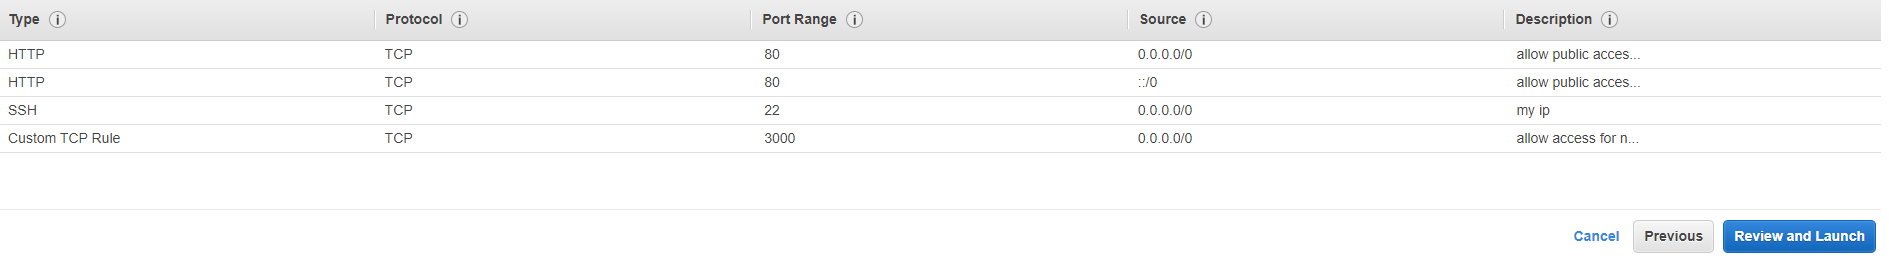 Type Protocol Port Range Source Description
HTTP TCP 80 0.0.0.0/0 allow public acces...
HTTP TCP 80 ::/0 allow public acces...
SSH TCP 22 0.0.0.0/0 my ip
Custom TCP Rule TCP 3000 0.0.0.0/0 allow access for n...
Cancel Previous Review and Launch